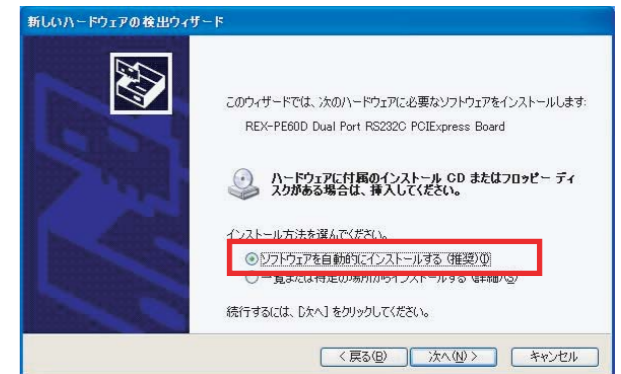 新しいハードウェアの検出ウィザード
このウィザードでは、次のハードウェアに必要なソフトウェアをインストールします:
REX-PE60D Dual Port RS232C PCIExpress Board
ハードウェアに付属のインストール CD またはフロッピー ディ
スクがある場合は、挿入してください。
インストール方法を選んでください。
ソフトウェアを自動的にインストールする (推奨)(I)
一覧または特定の場所からインストールする (詳細)(S)
続行するには、[次へ] をクリックしてください。
< 戻る(B)
次へ(N) >
キャンセル